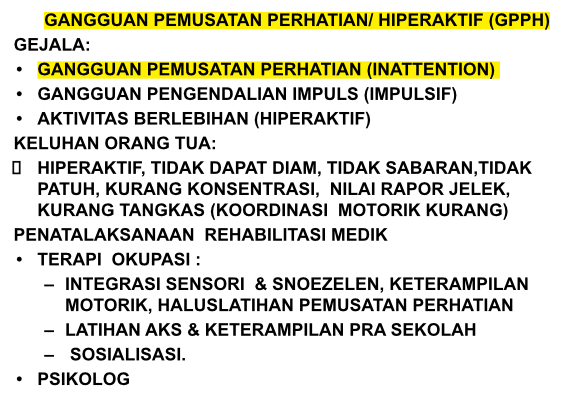 GANGGUAN PEMUSATAN PERHATIAN/ HIPERAKTIF (GPPH)
GEJALA:
• GANGGUAN PEMUSATAN PERHATIAN (INATTENTION)
• GANGGUAN PENGENDALIAN IMPULS (IMPULSIF)
• AKTIVITAS BERLEBIHAN (HIPERAKTIF)
KELUHAN ORANG TUA:
▯ HIPERAKTIF, TIDAK DAPAT DIAM, TIDAK SABARAN,TIDAK
PATUH, KURANG KONSENTRASI, NILAI RAPOR JELEK,
KURANG TANGKAS (KOORDINASI MOTORIK KURANG)
PENATALAKSANAAN REHABILITASI MEDIK
• TERAPI OKUPASI :
– INTEGRASI SENSORI & SNOEZELEN, KETERAMPILAN
MOTORIK, HALUSLATIHAN PEMUSATAN PERHATIAN
– LATIHAN AKS & KETERAMPILAN PRA SEKOLAH
– SOSIALISASI.
• PSIKOLOG